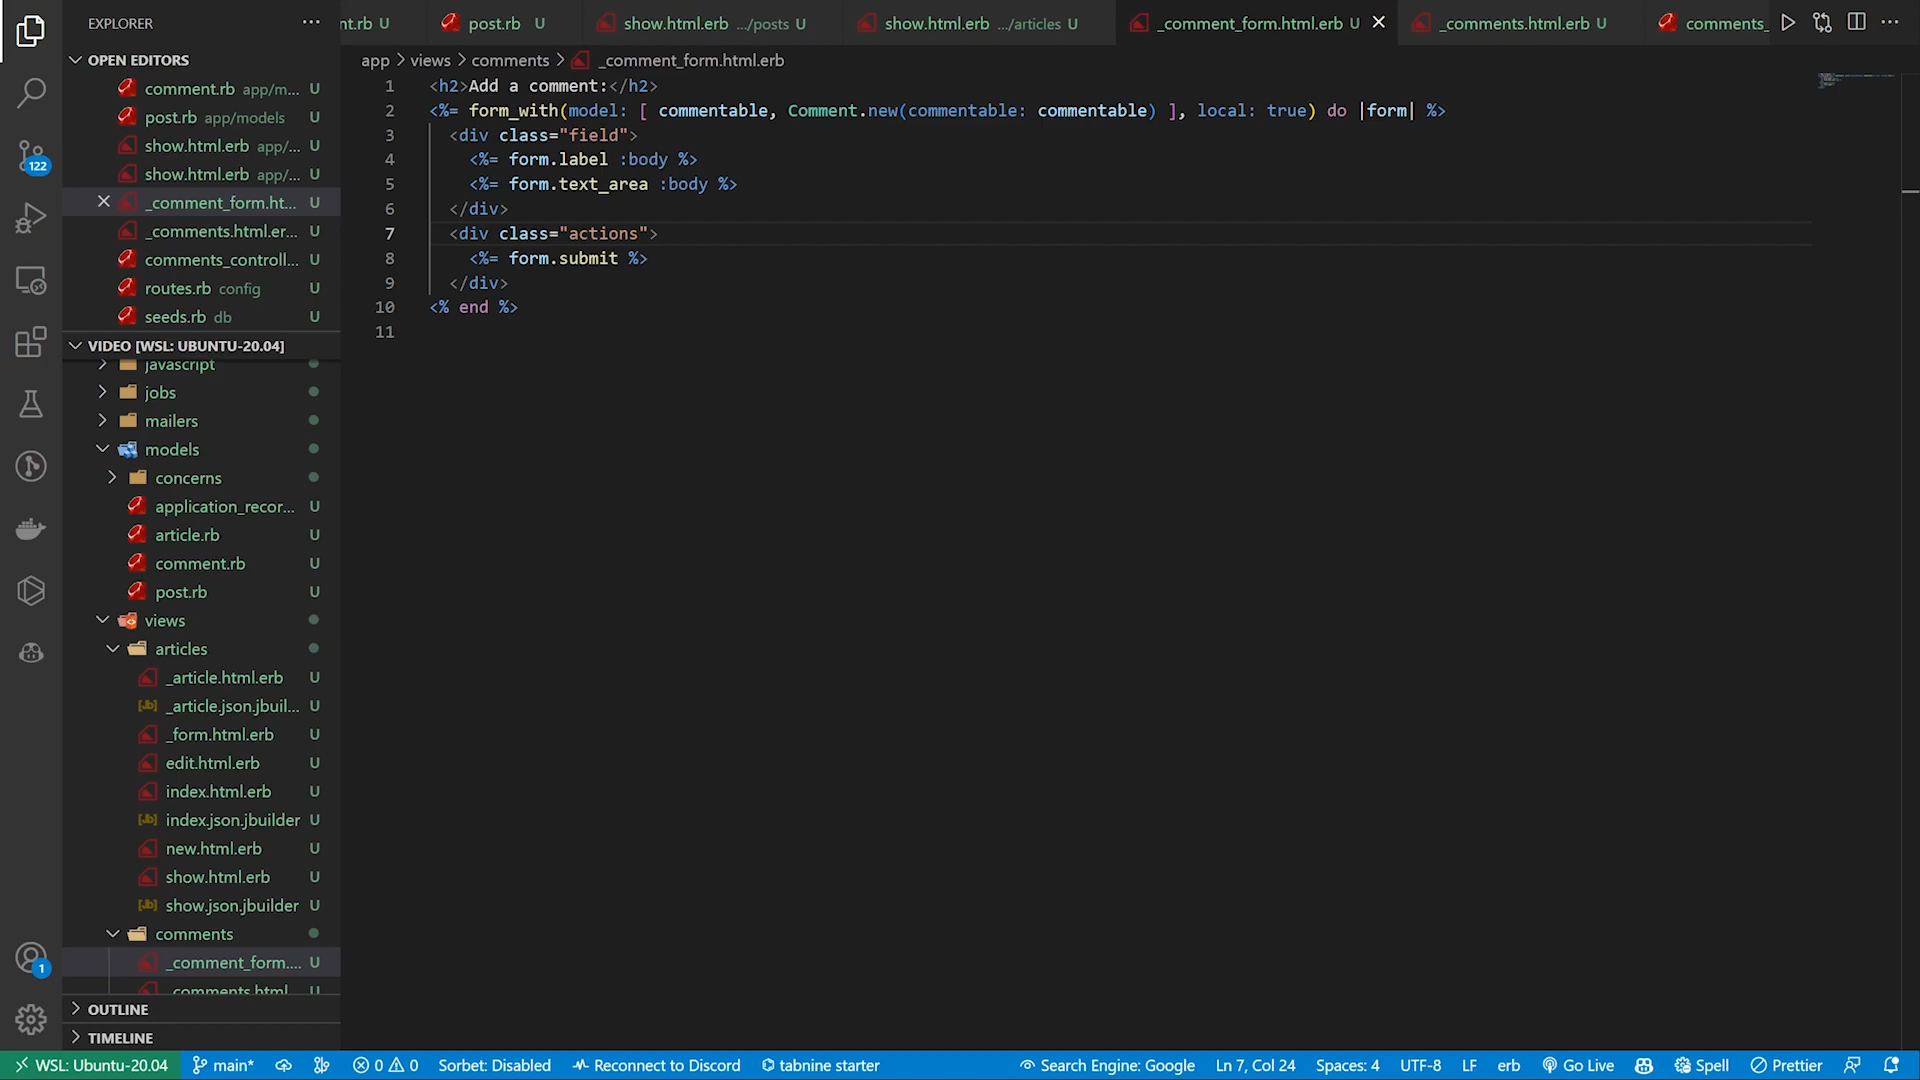 EXPLORER
···
nt.rb U
post.rb U
show.html.erb .../posts U
show.html.erb .../articles U
_comment_form.html.erb U
_comments.html.erb U
comments_
OPEN EDITORS
comment.rb app/m... U
post.rb app/models U
show.html.erb app/... U
show.html.erb app/... U
_comment_form.ht... U
_comments.html.er... U
comments_controll... U
routes.rb config U
seeds.rb db U
122
VIDEO [WSL: UBUNTU-20.04]
javascript
jobs
mailers
models
concerns
application_recor... U
article.rb U
comment.rb U
post.rb U
views
articles
_article.html.erb U
[Jb] _article.json.jbuil... U
_form.html.erb U
edit.html.erb U
index.html.erb U
[Jb] index.json.jbuilder U
new.html.erb U
show.html.erb U
[Jb] show.json.jbuilder U
comments
_comment_form.... U
_comments.html... U
1
OUTLINE
TIMELINE
app > views > comments > _comment_form.html.erb
1 <h2>Add a comment:</h2>
2 <%= form_with(model: [ commentable, Comment.new(commentable: commentable) ], local: true) do |form| %>
3 <div class="field">
4 <%= form.label :body %>
5 <%= form.text_area :body %>
6 </div>
7 <div class="actions">
8 <%= form.submit %>
9 </div>
10 <% end %>
11
WSL: Ubuntu-20.04 main* 0 0 Sorbet: Disabled Reconnect to Discord tabnine starter Search Engine: Google Ln 7, Col 24 Spaces: 4 UTF-8 LF erb Go Live Spell Prettier